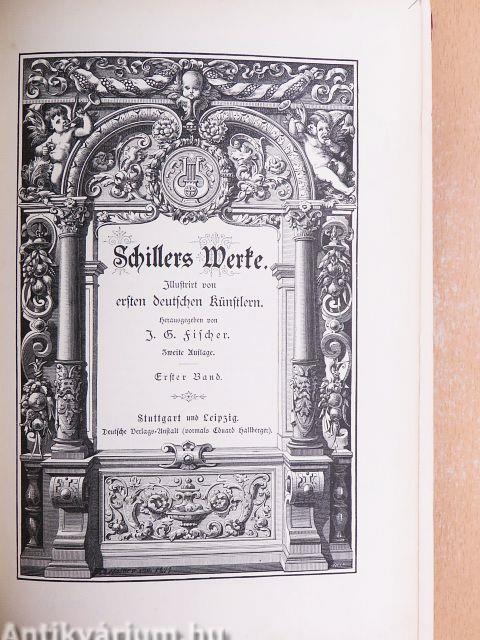 Schillers Werke.
Illustrirt von
ersten deutschen Künstlern.
Herausgegeben von
J. G. Fischer.
Zweite Auflage.
Erster Band.
Stuttgart und Leipzig.
Deutsche Verlags-Anstalt (vormals Eduard Hallberger).
Antikvárium.hu